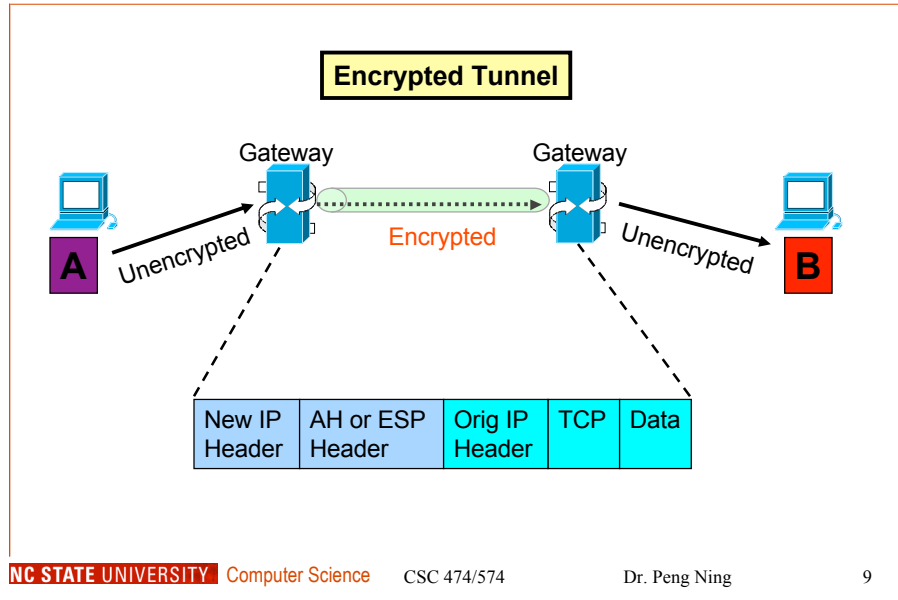 Encrypted Tunnel
Gateway
Gateway
Encrypted
Unencrypted
Unencrypted
A
B
New IP Header
AH or ESP Header
Orig IP Header
TCP
Data
NC STATE UNIVERSITY Computer Science CSC 474/574 Dr. Peng Ning 9